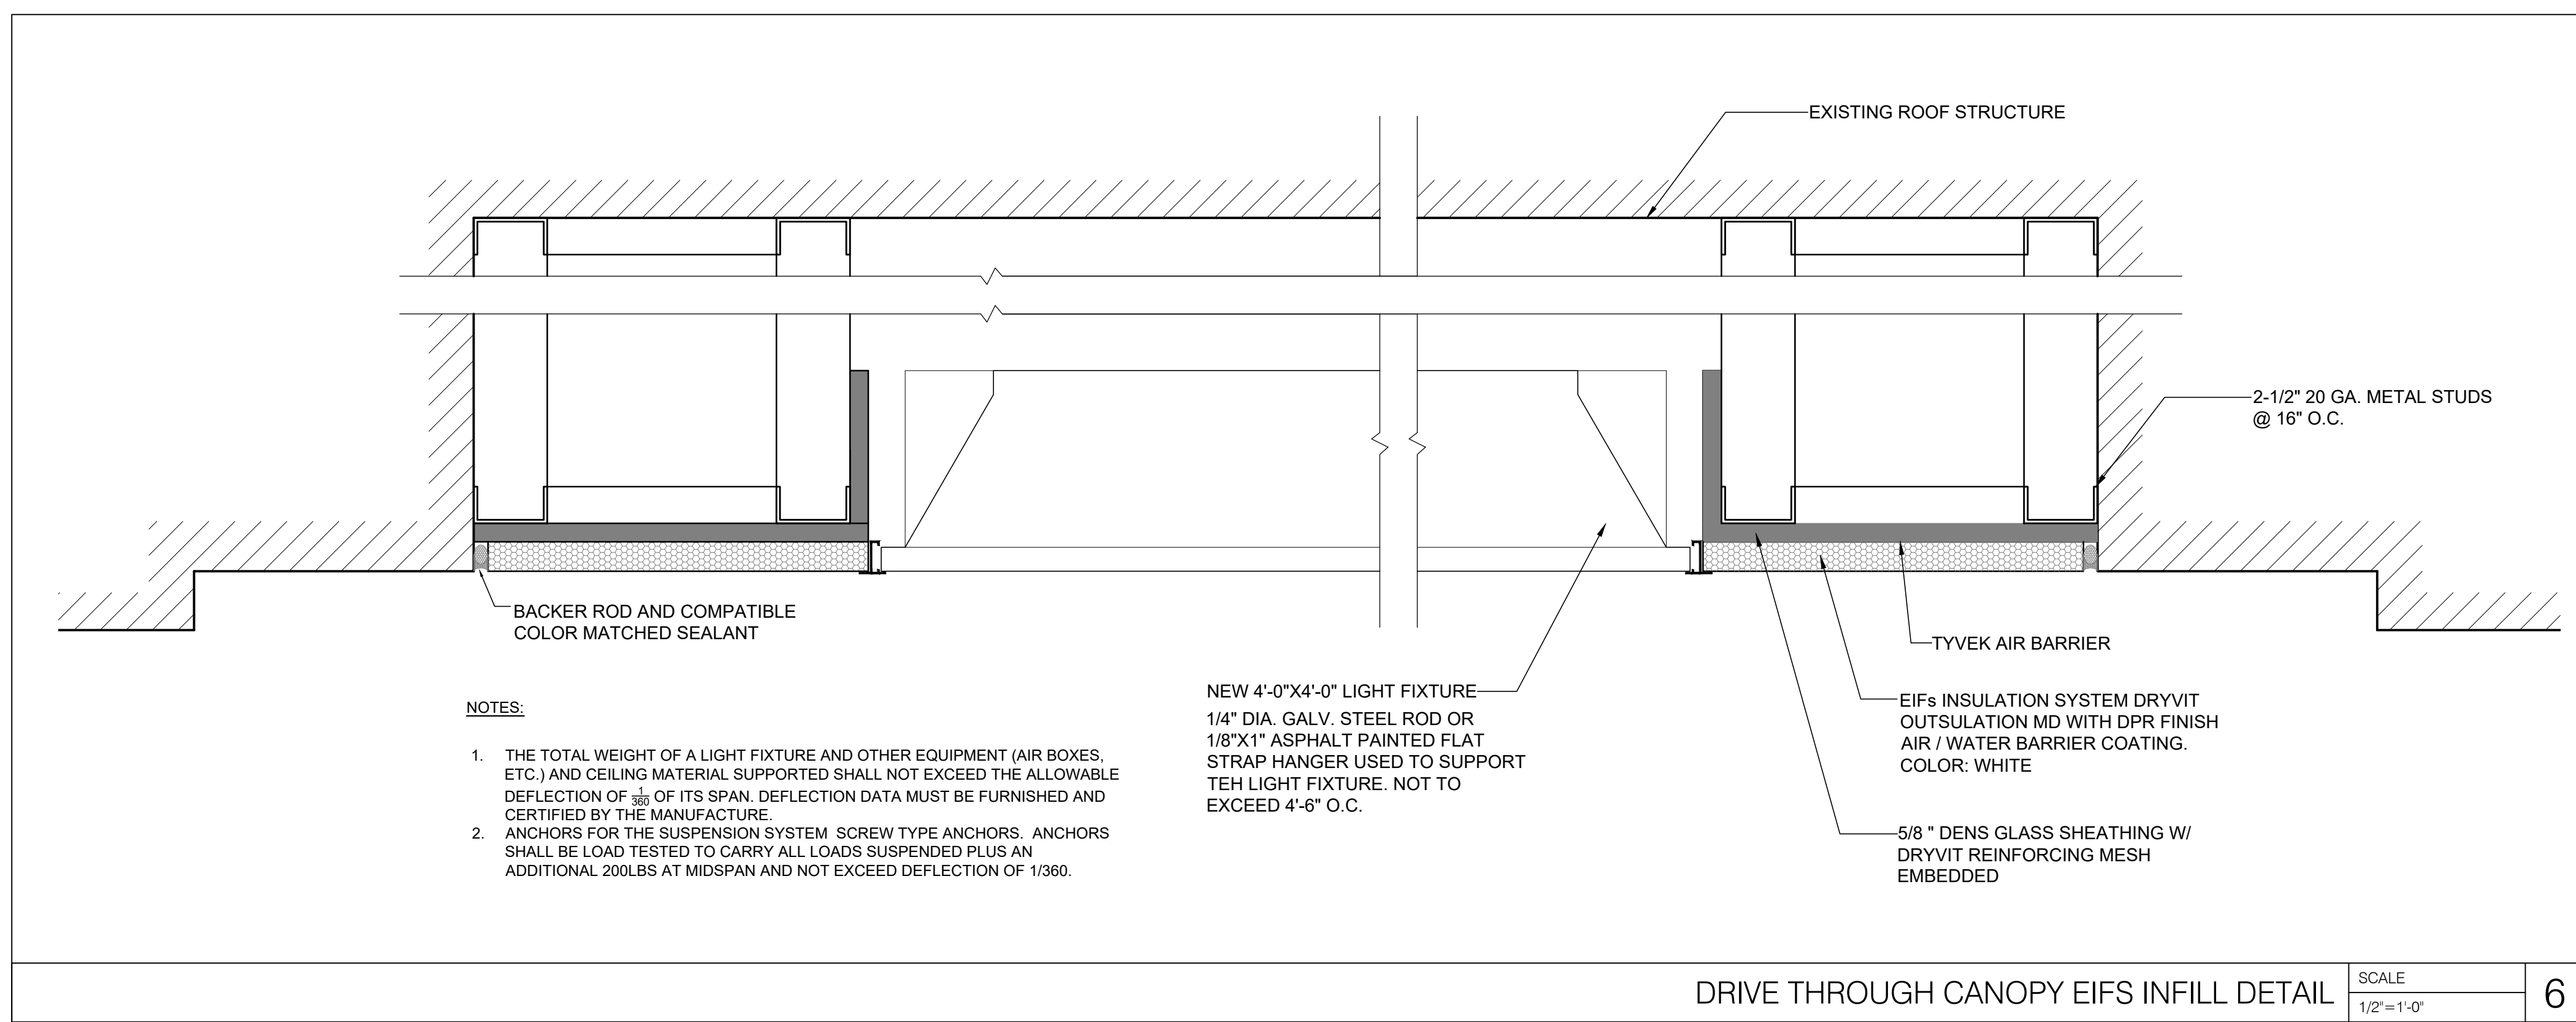 EXISTING ROOF STRUCTURE
2-1/2" 20 GA. METAL STUDS
@ 16" O.C.
BACKER ROD AND COMPATIBLE
COLOR MATCHED SEALANT
TYVEK AIR BARRIER
NEW 4'-0"X4'-0" LIGHT FIXTURE
1/4" DIA. GALV. STEEL ROD OR
1/8"X1" ASPHALT PAINTED FLAT
STRAP HANGER USED TO SUPPORT
TEH LIGHT FIXTURE. NOT TO
EXCEED 4'-6" O.C.
EIFs INSULATION SYSTEM DRYVIT
OUTSULATION MD WITH DPR FINISH
AIR / WATER BARRIER COATING.
COLOR: WHITE
5/8 " DENS GLASS SHEATHING W/
DRYVIT REINFORCING MESH
EMBEDDED
NOTES:
1. THE TOTAL WEIGHT OF A LIGHT FIXTURE AND OTHER EQUIPMENT (AIR BOXES,
ETC.) AND CEILING MATERIAL SUPPORTED SHALL NOT EXCEED THE ALLOWABLE
DEFLECTION OF 1/360 OF ITS SPAN. DEFLECTION DATA MUST BE FURNISHED AND
CERTIFIED BY THE MANUFACTURE.
2. ANCHORS FOR THE SUSPENSION SYSTEM SCREW TYPE ANCHORS. ANCHORS
SHALL BE LOAD TESTED TO CARRY ALL LOADS SUSPENDED PLUS AN
ADDITIONAL 200LBS AT MIDSPAN AND NOT EXCEED DEFLECTION OF 1/360.
DRIVE THROUGH CANOPY EIFS INFILL DETAIL
SCALE
1/2"=1'-0"
6